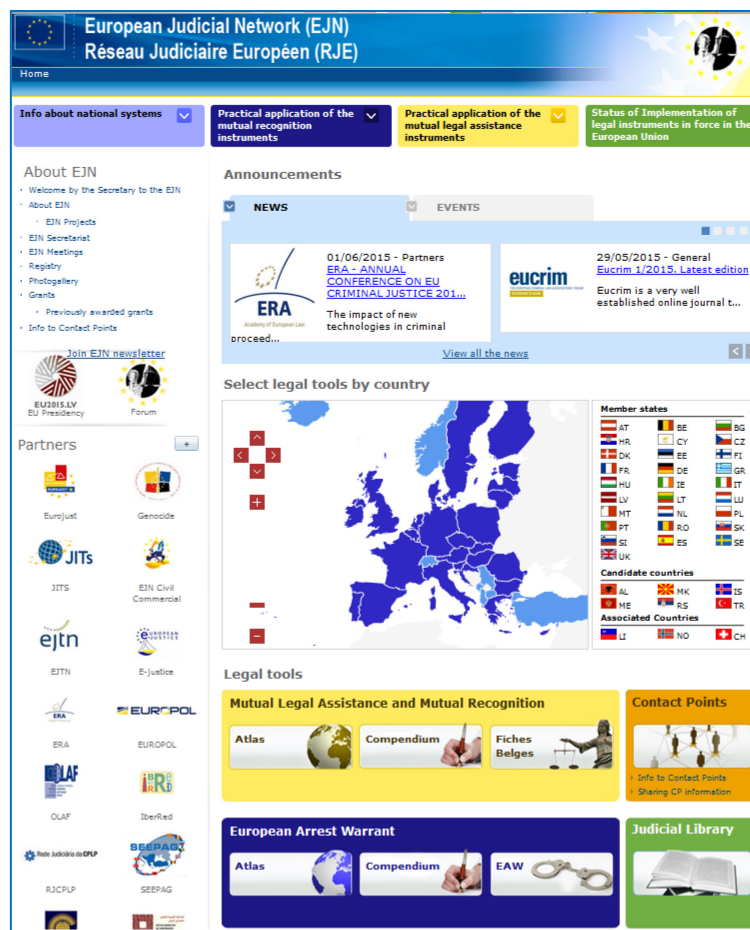 European Judicial Network (EJN)
Réseau Judiciaire Européen (RJE)
Home
Info about national systems
Practical application of the
mutual recognition
instruments
Practical application of the
mutual legal assistance
instruments
Status of Implementation of
legal instruments in force in the
European Union
About EJN
Welcome by the Secretary to the EJN
About EJN
EJN Projects
EJN Secretariat
EJN Meetings
Registry
Photogallery
Grants
Previously awarded grants
Info to Contact Points
Join EJN newsletter
EU2015.LV
EU Presidency
Forum
Partners
+
EUROJUST
Eurojust
Genocide
JITs
JITS
EJN Civil
Commercial
ejtn
EJTN
EUROPEAN
JUSTICE
E-Justice
ERA
ERA
EUROPOL
EUROPOL
OLAF
OLAF
IBER
RED
IberRed
Rede Judiciária da CPLP
RJCPLP
SEEPAG
SEEPAG
Announcements
NEWS
EVENTS
ERA
Academy of European Law
01/06/2015 - Partners
ERA - ANNUAL
CONFERENCE ON EU
CRIMINAL JUSTICE 201...
The impact of new
technologies in criminal
proceed...
eucrim
29/05/2015 - General
Eucrim 1/2015. Latest edition
Eucrim is a very well
established online journal t...
View all the news
<
Select legal tools by country
Member states
AT BE BG
HR CY CZ
DK EE FI
FR DE GR
HU IE IT
LV LT LU
MT NL PL
PT RO SK
SI ES SE
UK
Candidate countries
AL MK IS
ME RS TR
Associated Countries
LI NO CH
Legal tools
Mutual Legal Assistance and Mutual Recognition
Atlas
Compendium
Fiches
Belges
Contact Points
Info to Contact Points
Sharing CP information
European Arrest Warrant
Atlas
Compendium
EAW
Judicial Library